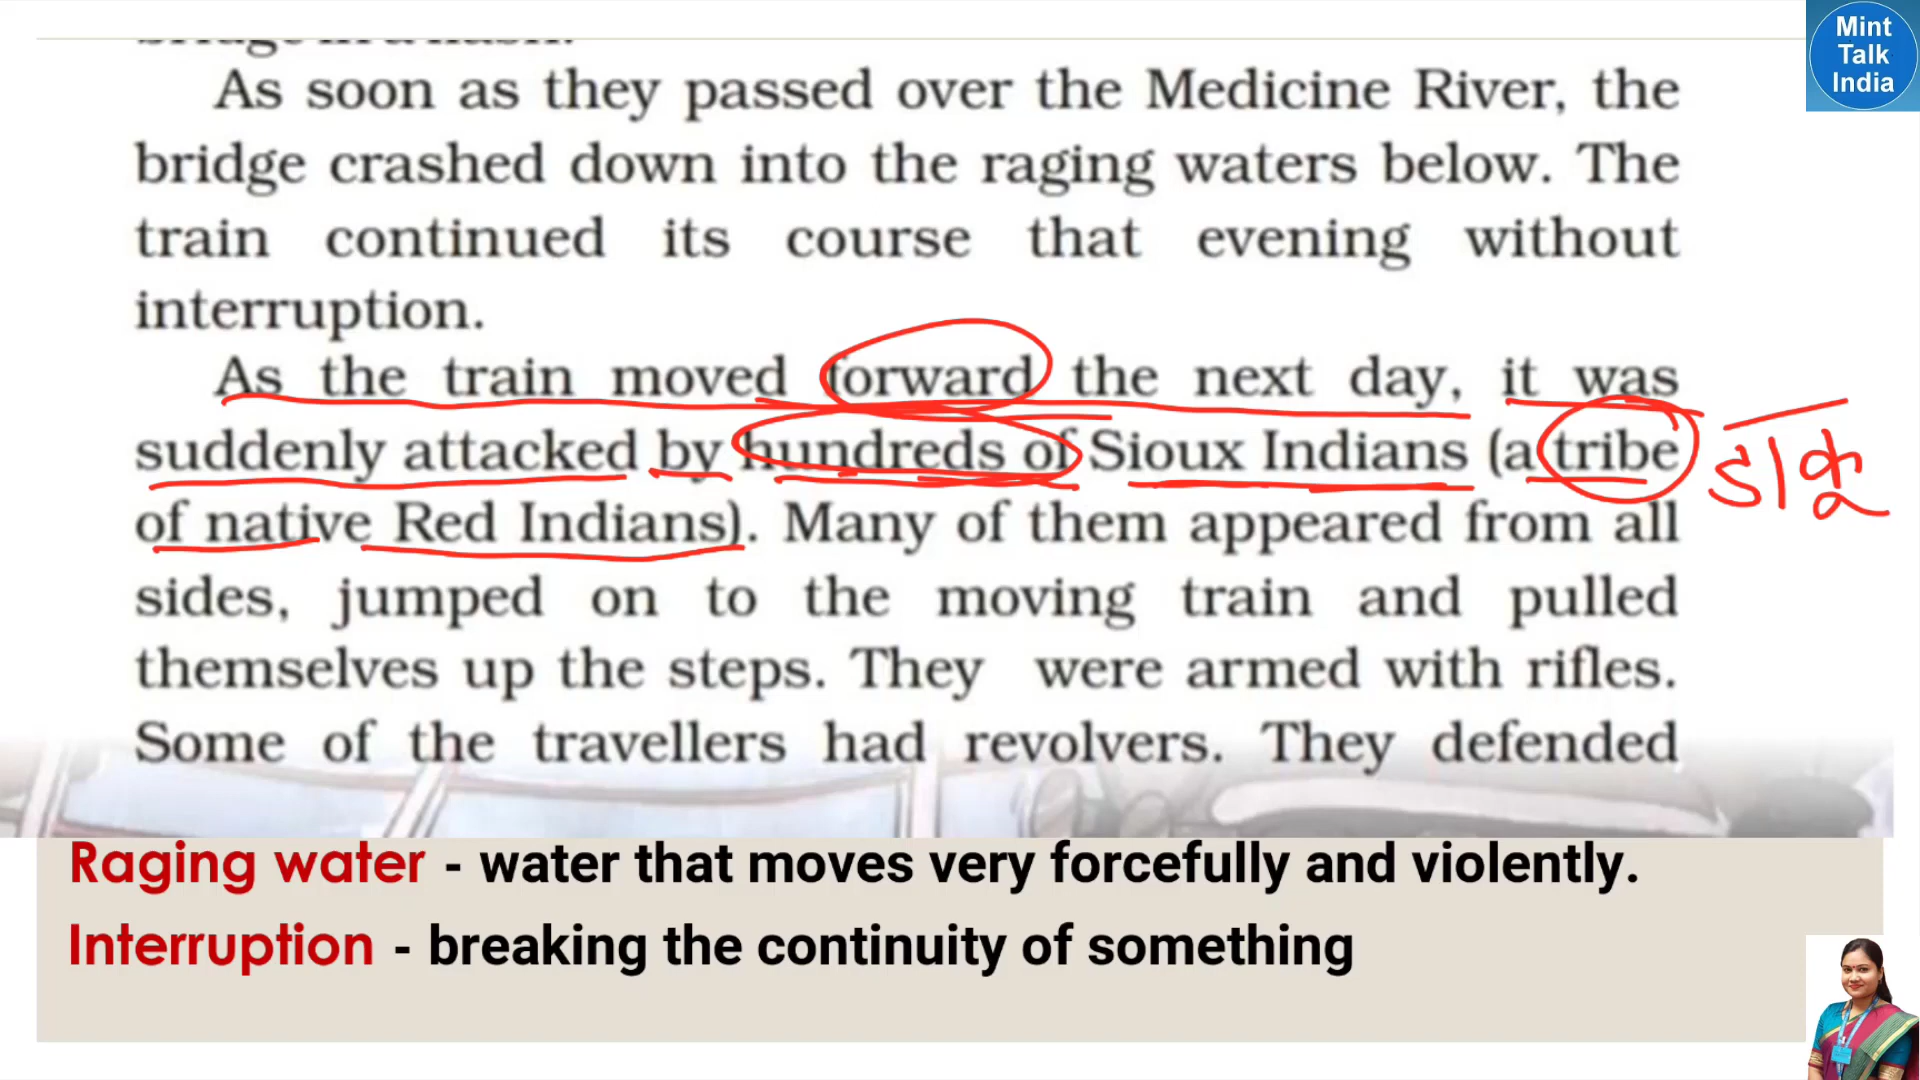 Mint
Talk
India
As soon as they passed over the Medicine River, the
bridge crashed down into the raging waters below. The
train continued its course that evening without
interruption.
As the train moved forward the next day, it was
suddenly attacked by hundreds of Sioux Indians (a tribe
of native Red Indians). Many of them appeared from all
sides, jumped on to the moving train and pulled
themselves up the steps. They were armed with rifles.
Some of the travellers had revolvers. They defended
डाकू
Raging water - water that moves very forcefully and violently.
Interruption - breaking the continuity of something